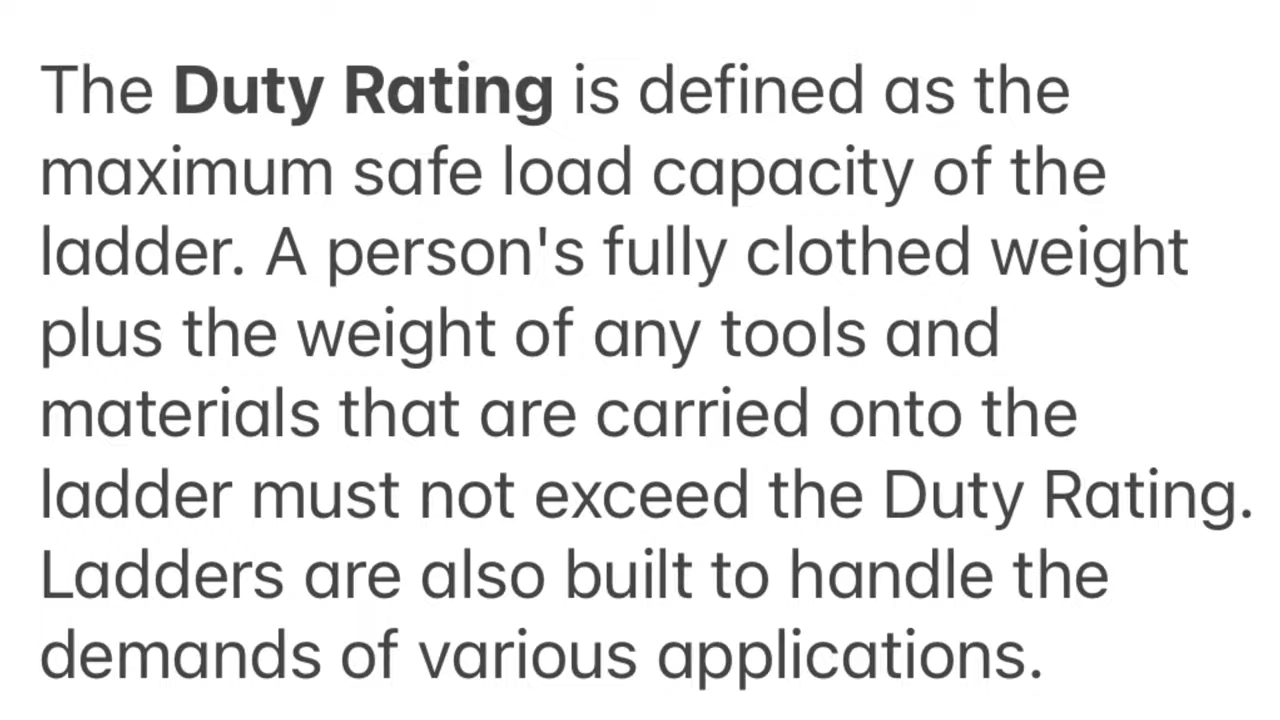 The Duty Rating is defined as the
maximum safe load capacity of the
ladder. A person's fully clothed weight
plus the weight of any tools and
materials that are carried onto the
ladder must not exceed the Duty Rating.
Ladders are also built to handle the
demands of various applications.